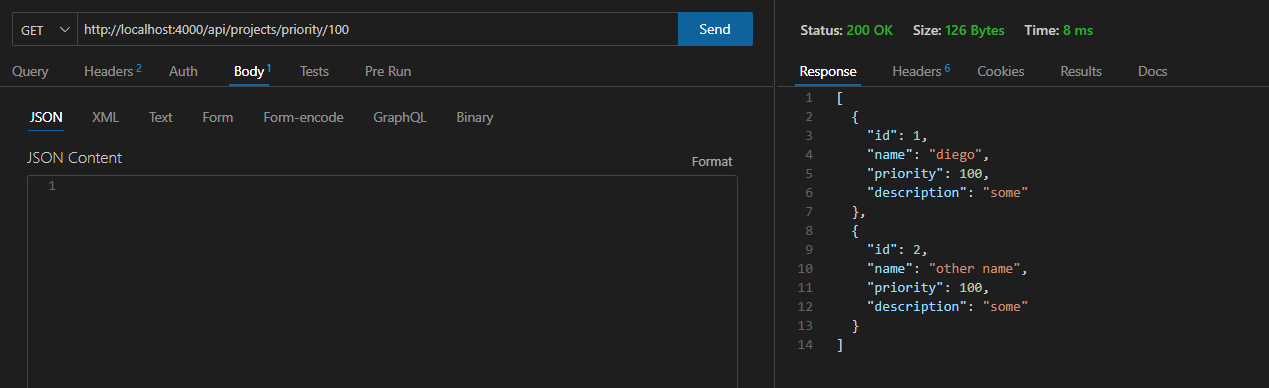 GET http://localhost:4000/api/projects/priority/100 Send
Query Headers 2 Auth Body 1 Tests Pre Run
JSON XML Text Form Form-encode GraphQL Binary
JSON Content Format
1
Status: 200 OK Size: 126 Bytes Time: 8 ms
Response Headers 6 Cookies Results Docs
1 [
2 {
3 "id": 1,
4 "name": "diego",
5 "priority": 100,
6 "description": "some"
7 },
8 {
9 "id": 2,
10 "name": "other name",
11 "priority": 100,
12 "description": "some"
13 }
14 ]